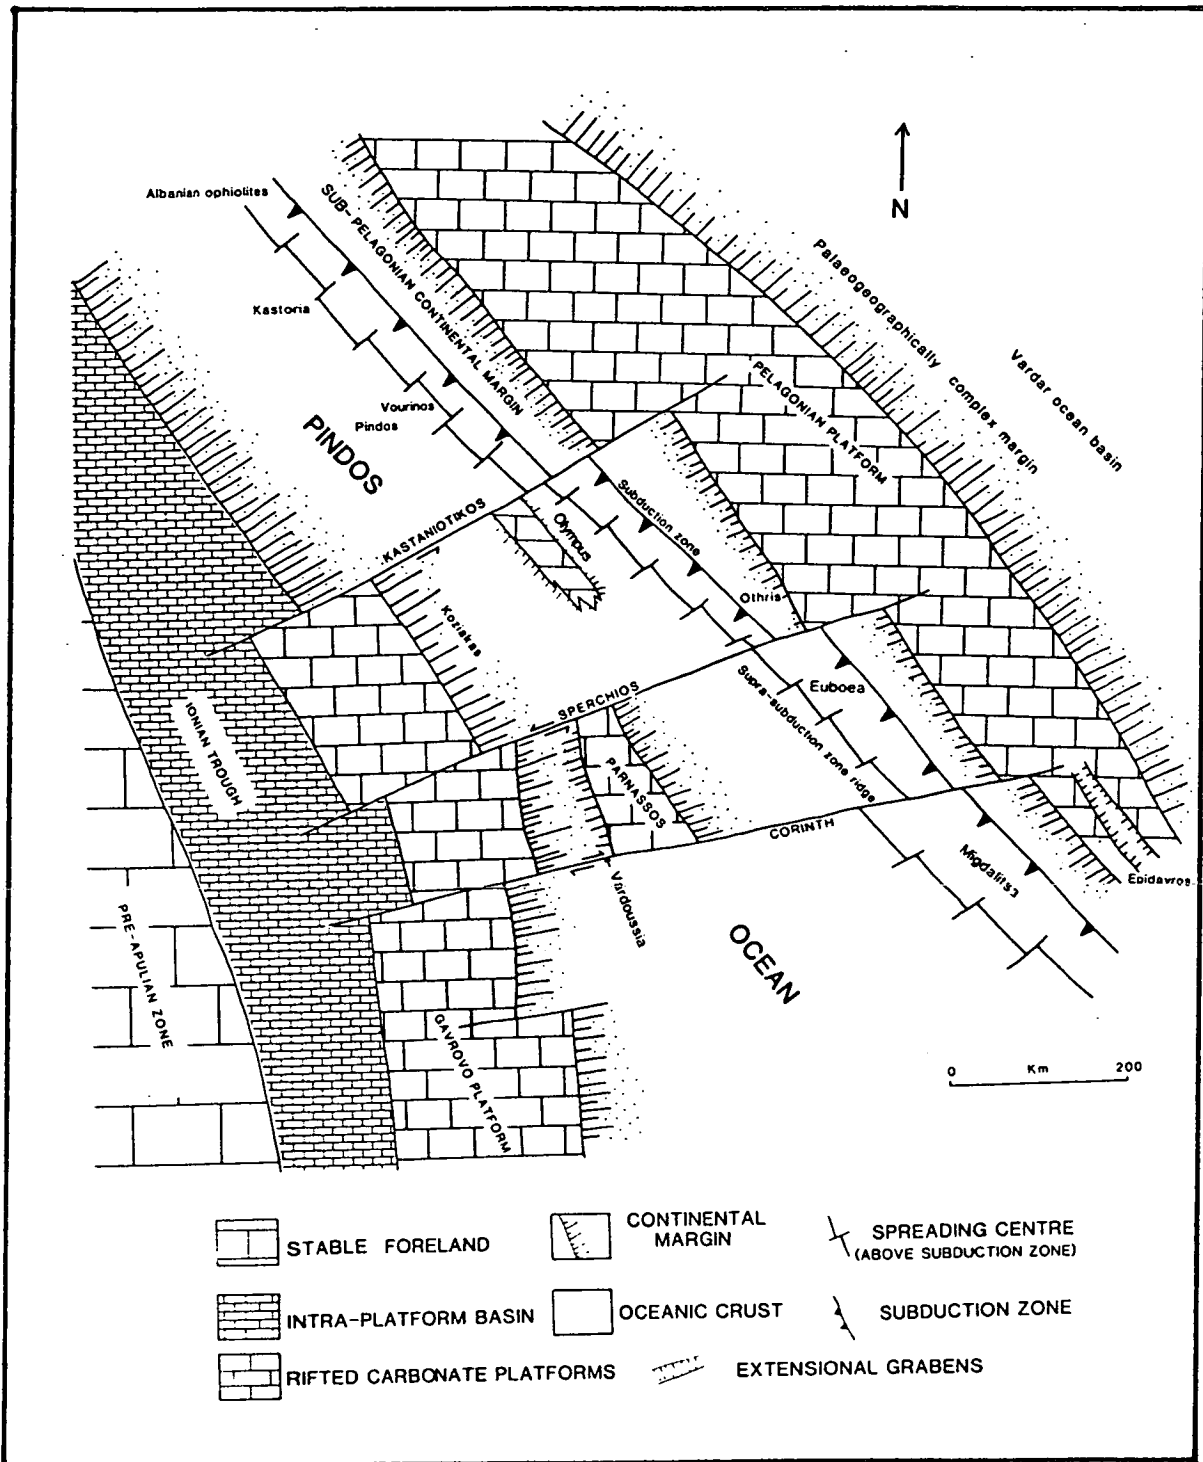 N
Albanian ophiolites
SUB-PELAGONIAN CONTINENTAL MARGIN
Palaeogeographically complex margin
Vardar ocean basin
Kastoria
PELAGONIAN PLATFORM
Vourinos
Pindos
PINDOS
Subduction zone
KASTANIOTIKOS
Olympus
Othris
Koziakas
Euboea
SPERCHIOS
Supra-subduction zone ridge
IONIAN TROUGH
PARNASSOS
CORINTH
Migdalitsa
Epidavros
Vardoussia
PRE-APULIAN ZONE
OCEAN
GAVROVO PLATFORM
0 Km 200
STABLE FORELAND
CONTINENTAL
MARGIN
SPREADING CENTRE
(ABOVE SUBDUCTION ZONE)
INTRA-PLATFORM BASIN
OCEANIC CRUST
SUBDUCTION ZONE
RIFTED CARBONATE PLATFORMS
EXTENSIONAL GRABENS